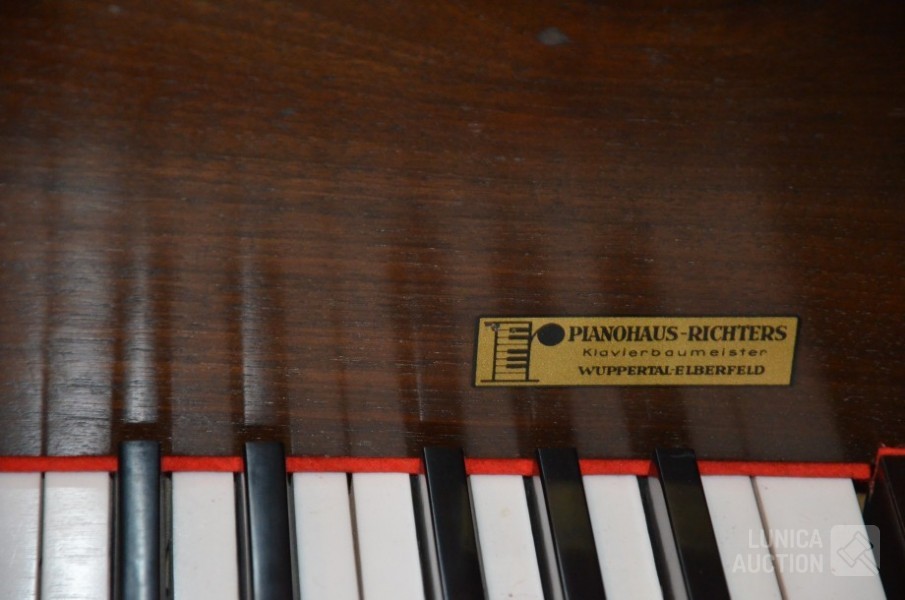 PIANOHAUS-RICHTERS
Klavierbaumeister
WUPPERTAL-ELBERFELD
LUNICA
AUCTION